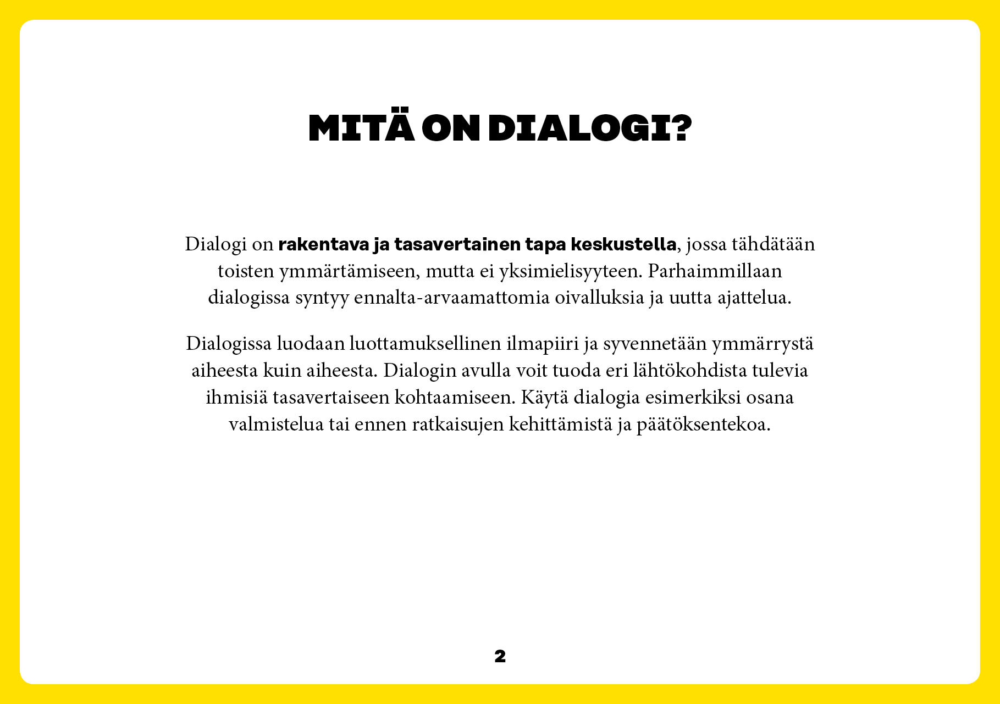 MITÄ ON DIALOGI?
Dialogi on rakentava ja tasavertainen tapa keskustella, jossa tähdätään
toisten ymmärtämiseen, mutta ei yksimielisyyteen. Parhaimmillaan
dialogissa syntyy ennalta-arvaamattomia oivalluksia ja uutta ajattelua.
Dialogissa luodaan luottamuksellinen ilmapiiri ja syvennetään ymmärrystä
aiheesta kuin aiheesta. Dialogin avulla voit tuoda eri lähtökohdista tulevia
ihmisiä tasavertaiseen kohtaamiseen. Käytä dialogia esimerkiksi osana
valmistelua tai ennen ratkaisujen kehittämistä ja päätöksentekoa.
2